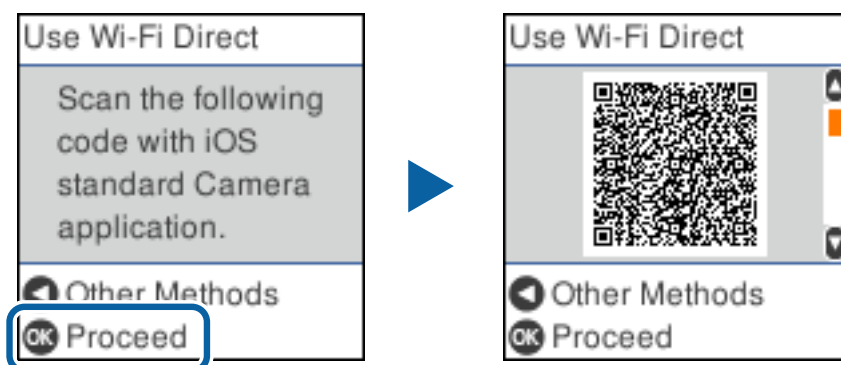 Use Wi-Fi Direct
Scan the following
code with iOS
standard Camera
application.
Other Methods
OK Proceed
Use Wi-Fi Direct
Other Methods
OK Proceed